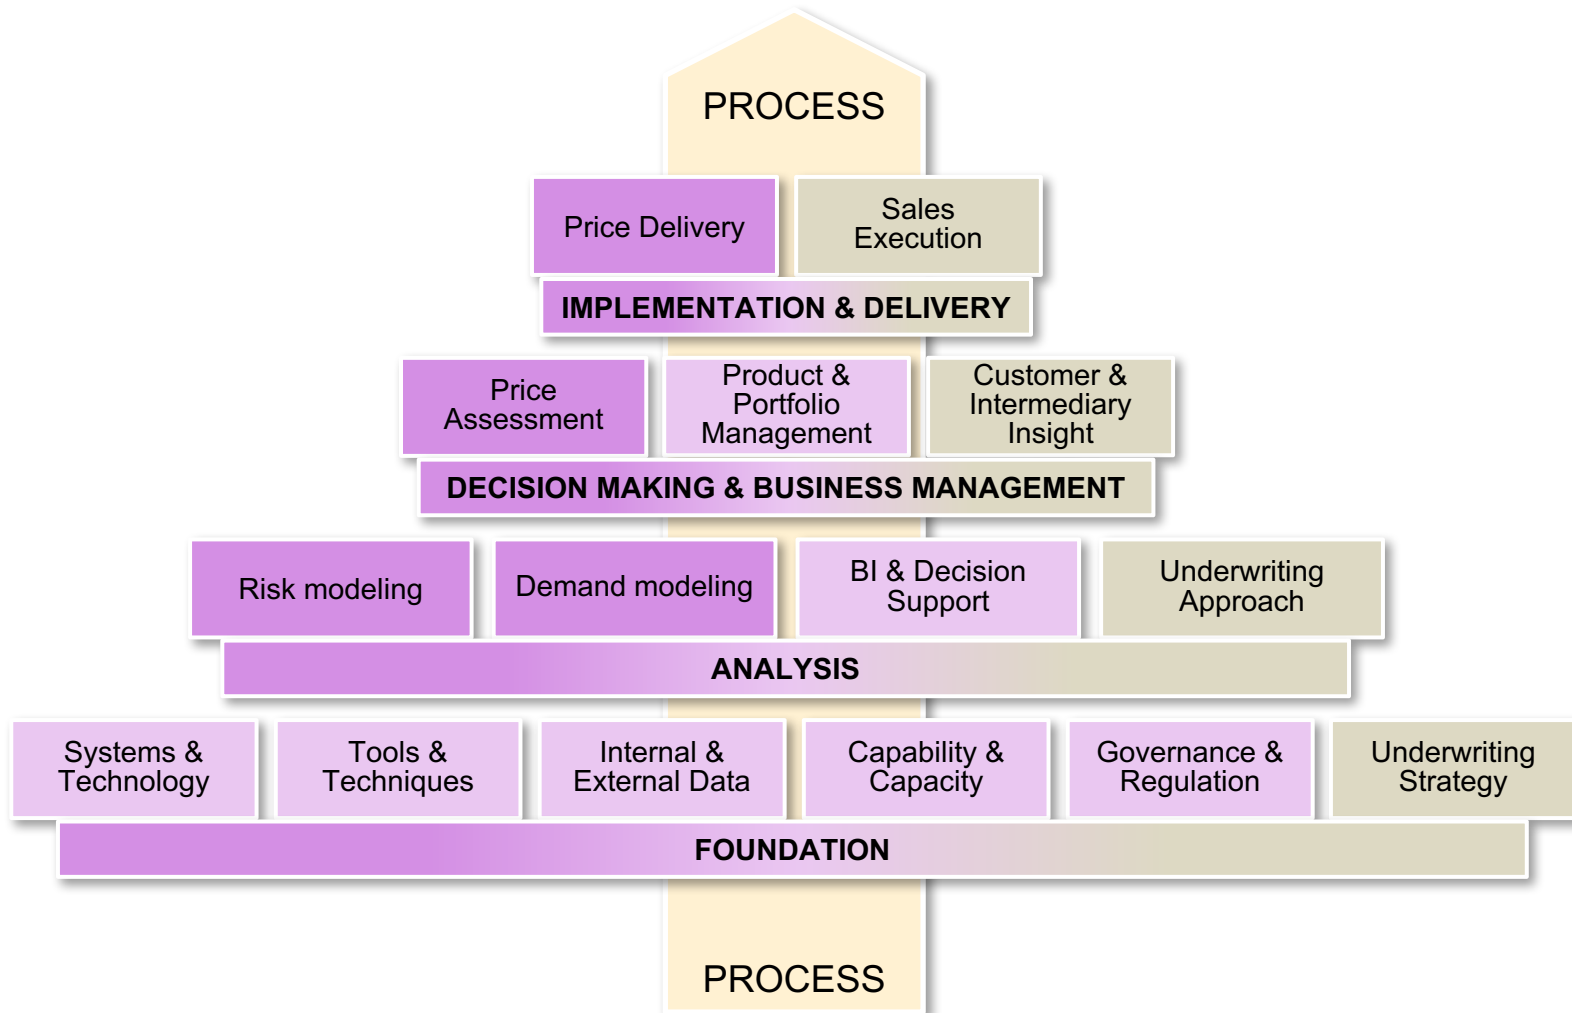 PROCESS
Price Delivery
Sales
Execution
IMPLEMENTATION & DELIVERY
Price
Assessment
Product &
Portfolio
Management
Customer &
Intermediary
Insight
DECISION MAKING & BUSINESS MANAGEMENT
Risk modeling
Demand modeling
BI & Decision
Support
Underwriting
Approach
ANALYSIS
Systems &
Technology
Tools &
Techniques
Internal &
External Data
Capability &
Capacity
Governance &
Regulation
Underwriting
Strategy
FOUNDATION
PROCESS